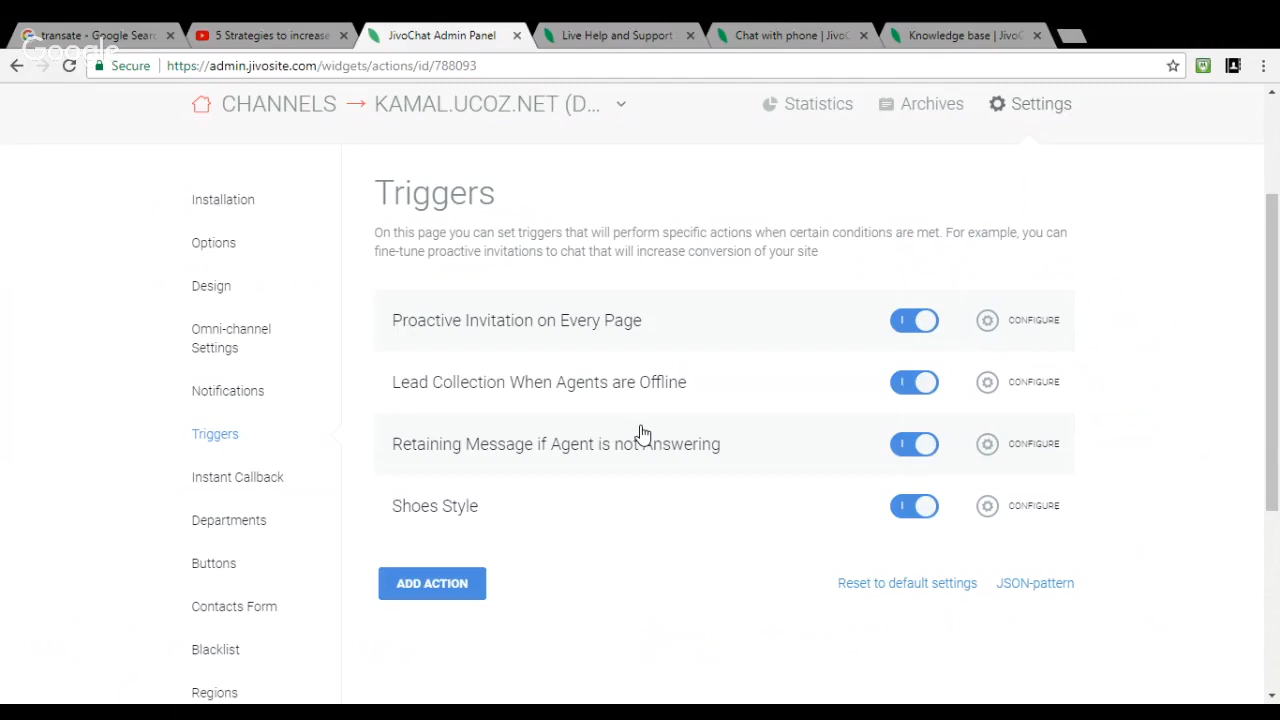 transate - Google Searc
5 Strategies to increase
JivoChat Admin Panel
Live Help and Support
Chat with phone | JivoC
Knowledge base | JivoC
Google
Secure
https://admin.jivosite.com/widgets/actions/id/788093
CHANNELS → KAMAL.UCOZ.NET (D...
Statistics
Archives
Settings
Installation
Options
Design
Omni-channel
Settings
Notifications
Triggers
Instant Callback
Departments
Buttons
Contacts Form
Blacklist
Regions
Triggers
On this page you can set triggers that will perform specific actions when certain conditions are met. For example, you can
fine-tune proactive invitations to chat that will increase conversion of your site
Proactive Invitation on Every Page
CONFIGURE
Lead Collection When Agents are Offline
CONFIGURE
Retaining Message if Agent is not Answering
CONFIGURE
Shoes Style
CONFIGURE
ADD ACTION
Reset to default settings
JSON-pattern